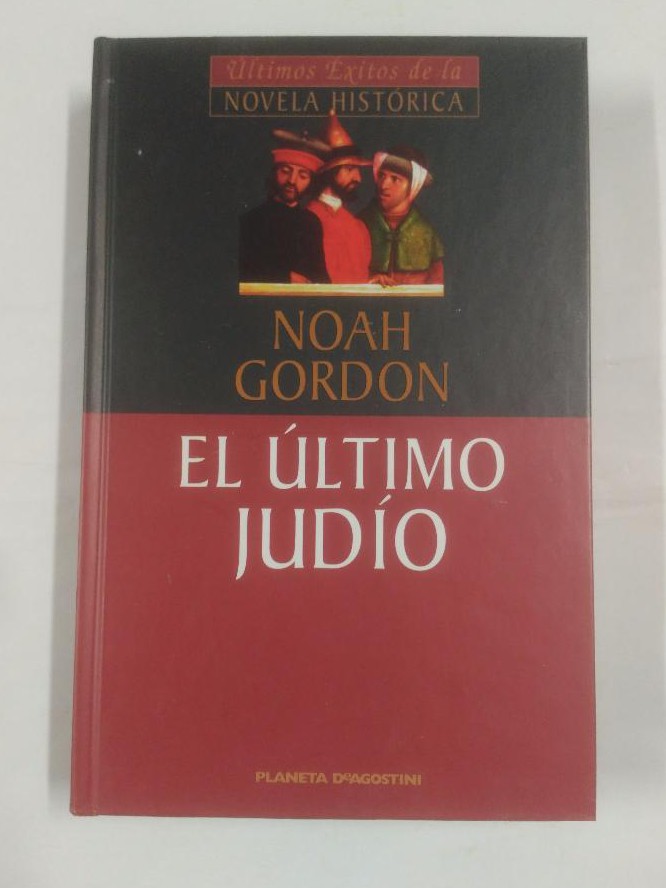 Últimos Éxitos de la
NOVELA HISTÓRICA
NOAH
GORDON
EL ÚLTIMO
JUDÍO
PLANETA DeAGOSTINI